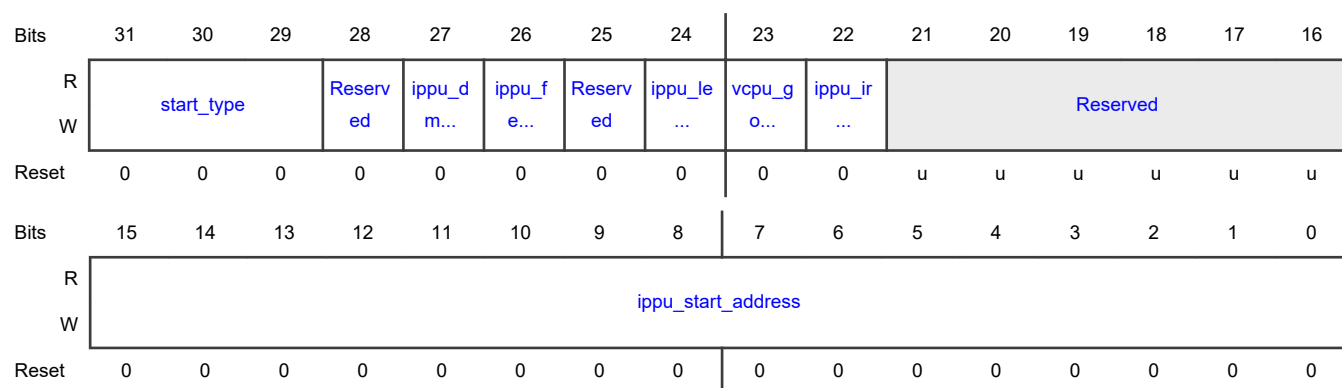 Bits 31 30 29 28 27 26 25 24 23 22 21 20 19 18 17 16
R
W
start_type
Reserv
ed
ippu_d
m...
ippu_f
e...
Reserv
ed
ippu_le
...
vcpu_g
o...
ippu_ir
...
Reserved
Reset 0 0 0 0 0 0 0 0 0 0 u u u u u u
Bits 15 14 13 12 11 10 9 8 7 6 5 4 3 2 1 0
R
W
ippu_start_address
Reset 0 0 0 0 0 0 0 0 0 0 0 0 0 0 0 0